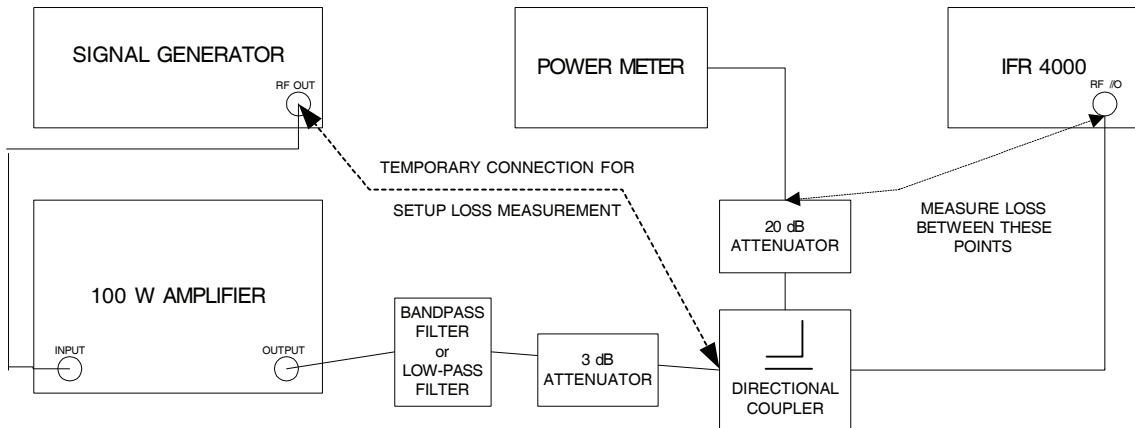 SIGNAL GENERATOR
RF OUT
POWER METER
IFR 4000
RF I/O
TEMPORARY CONNECTION FOR
SETUP LOSS MEASUREMENT
MEASURE LOSS
BETWEEN THESE
POINTS
20 dB
ATTENUATOR
100 W AMPLIFIER
INPUT
OUTPUT
BANDPASS
FILTER
or
LOW-PASS
FILTER
3 dB
ATTENUATOR
DIRECTIONAL
COUPLER